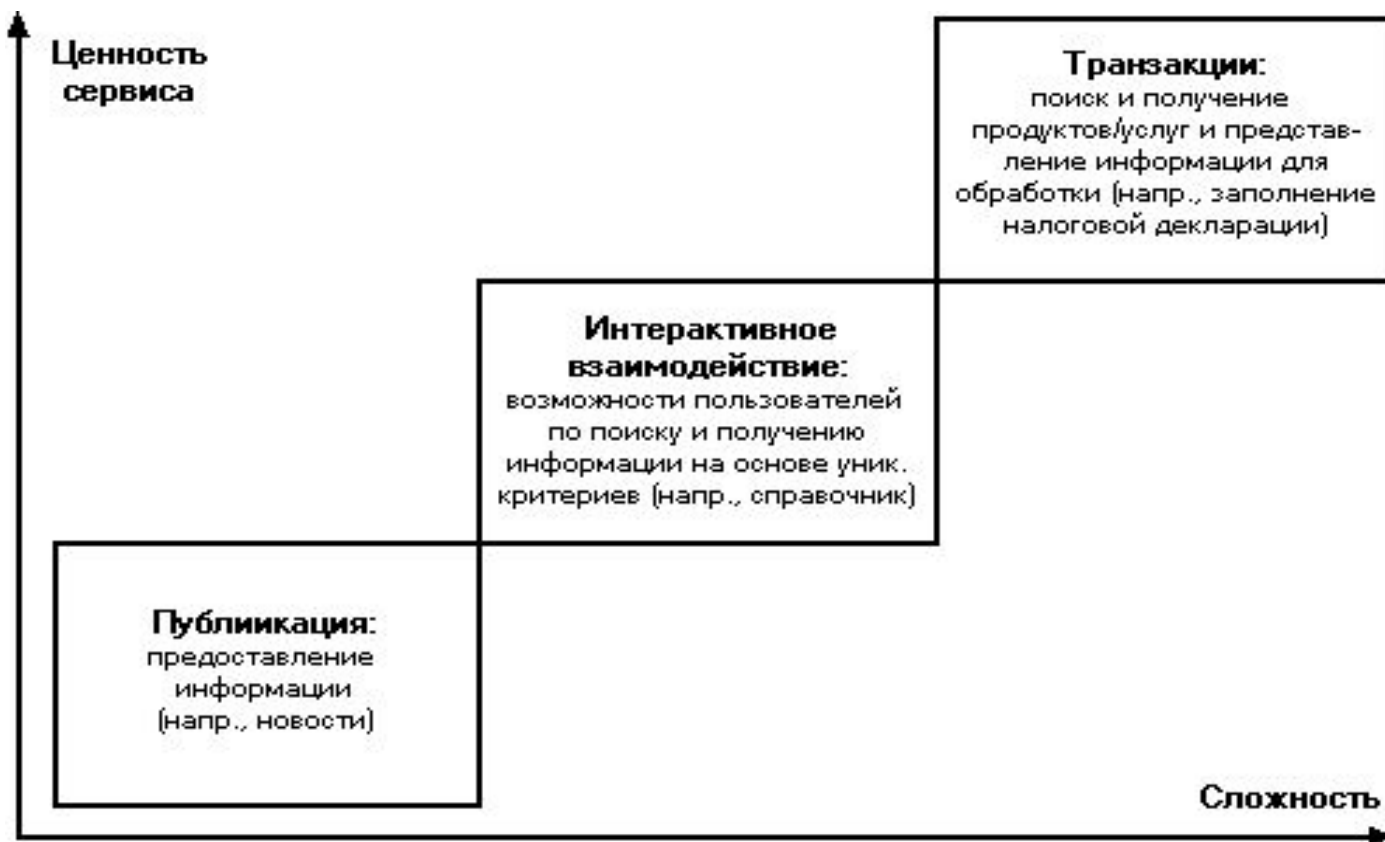 Ценность
сервиса
Транзакции:
поиск и получение
продуктов/услуг и представ-
ление информации для
обработки (напр., заполнение
налоговой декларации)
Интерактивное
взаимодействие:
возможности пользователей
по поиску и получению
информации на основе уник.
критериев (напр., справочник)
Публиикация:
предоставление
информации
(напр., новости)
Сложность